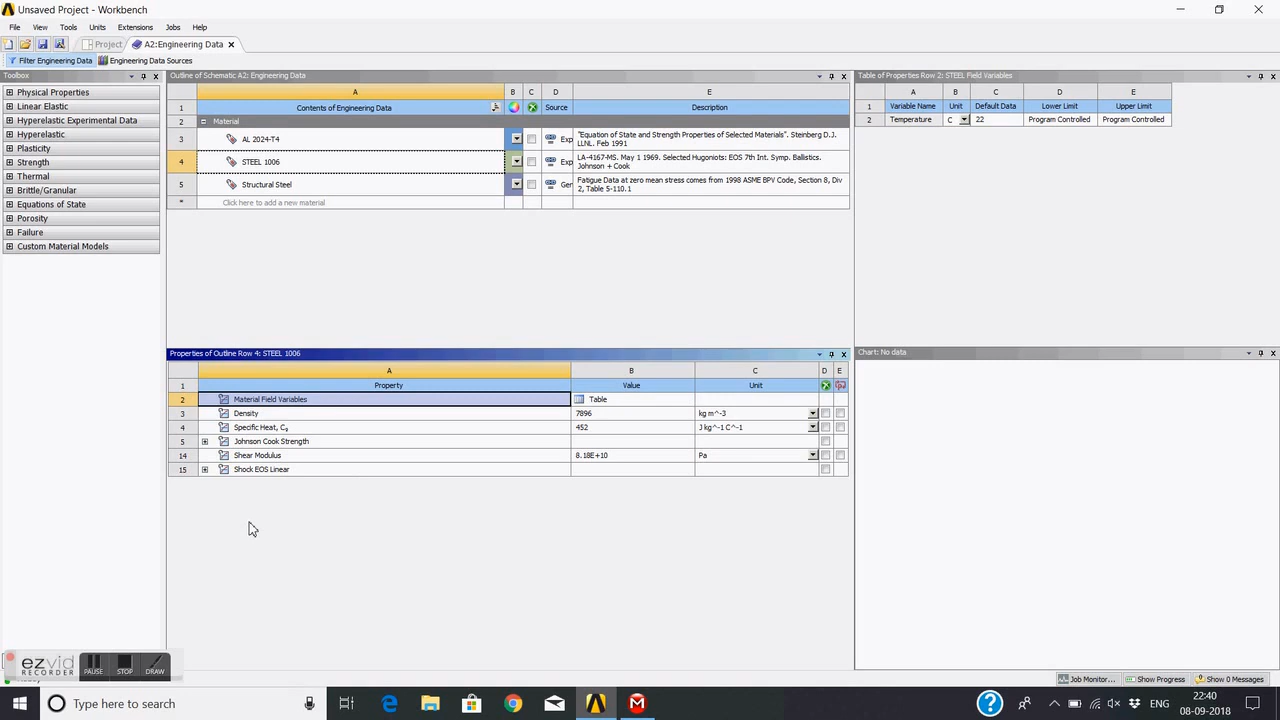 Unsaved Project - Workbench
File View Tools Units Extensions Jobs Help
Project A2:Engineering Data
Filter Engineering Data Engineering Data Sources
Toolbox
Physical Properties
Linear Elastic
Hyperelastic Experimental Data
Hyperelastic
Plasticity
Strength
Thermal
Brittle/Granular
Equations of State
Porosity
Failure
Custom Material Models
Outline of Schematic A2: Engineering Data
A B C D E
1 Contents of Engineering Data Source Description
2 Material
3 AL 2024-T4 Exp "Equation of State and Strength Properties of Selected Materials". Steinberg D.J.
LLNL. Feb 1991
4 STEEL 1006 Exp LA-4167-MS. May 1 1969. Selected Hugoniots: EOS 7th Int. Symp. Ballistics.
Johnson + Cook
5 Structural Steel Ger Fatigue Data at zero mean stress comes from 1998 ASME BPV Code, Section 8, Div
2, Table 5-110.1
* Click here to add a new material
Table of Properties Row 2: STEEL Field Variables
A B C D E
1 Variable Name Unit Default Data Lower Limit Upper Limit
2 Temperature C 22 Program Controlled Program Controlled
Properties of Outline Row 4: STEEL 1006
A B C D E
1 Property Value Unit
2 Material Field Variables Table
3 Density 7896 kg m^-3
4 Specific Heat, Cₚ 452 J kg^-1 C^-1
5 Johnson Cook Strength
14 Shear Modulus 8.18E+10 Pa
15 Shock EOS Linear
Chart: No data
ezvid
RECORDER
PAUSE STOP DRAW
Job Monitor... Show Progress Show 0 Messages
Type here to search
ENG
22:40
08-09-2018